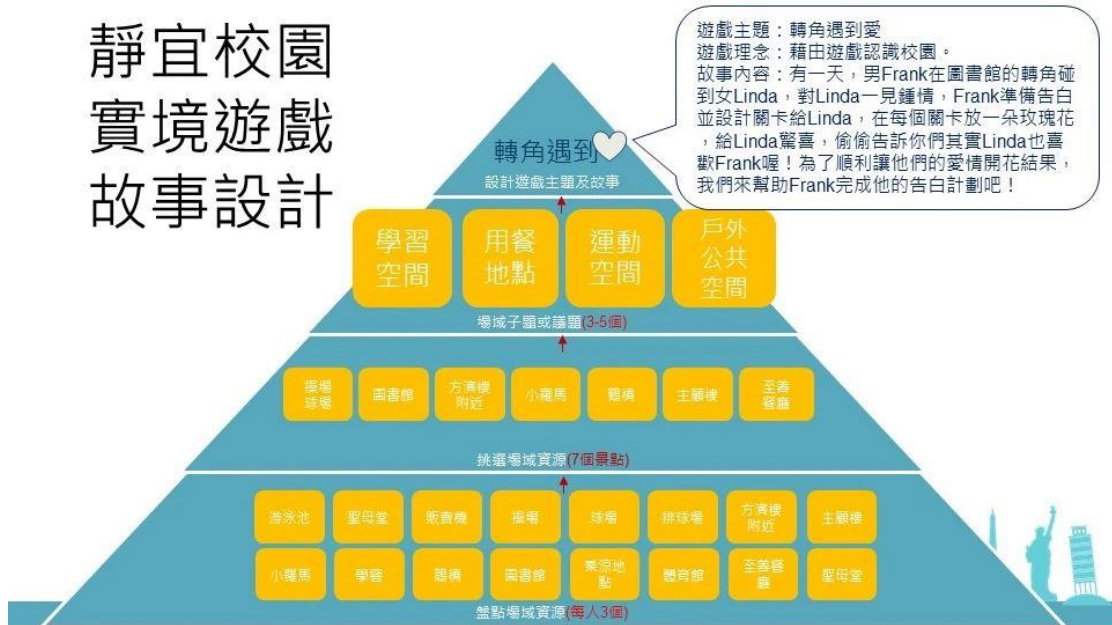 靜宜校園
實境遊戲
故事設計
遊戲主題：轉角遇到愛
遊戲理念：藉由遊戲認識校園。
故事內容：有一天，男Frank在圖書館的轉角碰
到女Linda，對Linda一見鍾情，Frank準備告白
並設計關卡給Linda，在每個關卡放一朵玫瑰花
，給Linda驚喜，偷偷告訴你們其實Linda也喜
歡Frank喔！為了順利讓他們的愛情開花結果，
我們來幫助Frank完成他的告白計劃吧！
轉角遇到
設計遊戲主題及故事
學習
空間
用餐
地點
運動
空間
戶外
公共
空間
場域子題或議題(3-5個)
操場
球場
圖書館
方濟樓
附近
小羅馬
鵲橋
主顧樓
至善
餐廳
挑選場域資源(7個景點)
游泳池
聖母堂
販賣機
操場
球場
排球場
方濟樓
附近
主顧樓
小羅馬
學餐
鵲橋
圖書館
乘涼地
點
體育館
至善餐
廳
聖母堂
盤點場域資源(每人3個)